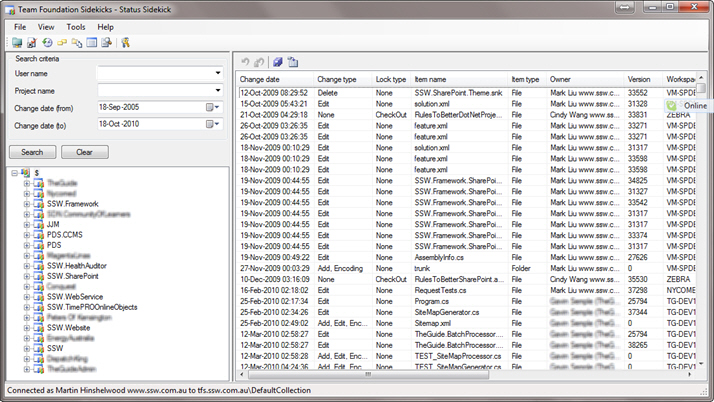 Team Foundation Sidekicks - Status Sidekick
File View Tools Help
Search criteria
User name
Project name
Change date (from) 18-Sep-2005
Change date (to) 18-Oct-2010
Search Clear
$
SSW.Framework
JJM
PDS.CCMS
PDS
SSW.HealthAuditor
SSW.SharePoint
SSW.WebService
SSW.TimePROOnlineObjects
SSW.Website
SSW
Change date Change type Lock type Item name Item type Owner Version Workspa
12-Oct-2009 08:29:52 Delete None SSW.SharePoint.Theme.snk File Mark Liu www.ssw.c... 33552 VM-SPDE
15-Oct-2009 05:43:21 Edit None solution.xml File Mark Liu www.ssw.c... 31328
21-Oct-2009 04:29:18 None CheckOut RulesToBetterDotNetProje... File Cindy Wang www.ss... 33831 ZEBRA
26-Oct-2009 03:26:35 Edit None feature.xml File Mark Liu www.ssw.c... 33271 VM-SPDE
26-Oct-2009 03:26:36 Edit None feature.xml File Mark Liu www.ssw.c... 33271 VM-SPDE
18-Nov-2009 00:10:29 Edit None solution.xml File Mark Liu www.ssw.c... 31317 VM-SPDE
18-Nov-2009 00:10:29 Edit None feature.xml File Mark Liu www.ssw.c... 33598 VM-SPDE
18-Nov-2009 00:10:29 Edit None feature.xml File Mark Liu www.ssw.c... 33598 VM-SPDE
19-Nov-2009 00:44:55 Edit None SSW.Framework.SharePoi... File Mark Liu www.ssw.c... 34825 VM-SPDE
19-Nov-2009 00:44:55 Edit None SSW.Framework.SharePoi... File Mark Liu www.ssw.c... 31327 VM-SPDE
19-Nov-2009 00:44:55 Edit None SSW.Framework.SharePoi... File Mark Liu www.ssw.c... 33542 VM-SPDE
19-Nov-2009 00:44:55 Edit None SSW.Framework.SharePoi... File Mark Liu www.ssw.c... 31317 VM-SPDE
19-Nov-2009 00:44:55 Edit None SSW.Framework.SharePoi... File Mark Liu www.ssw.c... 31317 VM-SPDE
19-Nov-2009 00:44:55 Edit None SSW.Framework.SharePoi... File Mark Liu www.ssw.c... 33374 VM-SPDE
19-Nov-2009 00:44:55 Edit None SSW.Framework.SharePoi... File Mark Liu www.ssw.c... 31317 VM-SPDE
19-Nov-2009 00:49:22 Edit None AssemblyInfo.cs File Mark Liu www.ssw.c... 27626 VM-SPDE
27-Nov-2009 00:03:29 Add, Encoding None trunk Folder Mark Liu www.ssw.c... 0 VM-SPDE
10-Dec-2009 03:16:09 None CheckOut RulesToBetterSharePoint.a... File Cindy Wang www.ss... 35530 ZEBRA
16-Feb-2010 02:18:02 Edit None RequestTests.cs File Mark Liu www.ssw.c... 37298 NYCOME
25-Feb-2010 02:17:34 Edit None Program.cs File 25794 TG-DEV1
25-Feb-2010 02:34:26 Edit None SiteMapGenerator.cs File 37344 TG-DEV1
25-Feb-2010 02:45:05 Add, Edit, Enc... None Sitemap.xml File 0 TG-DEV1
12-Mar-2010 02:58:27 Edit None TheGuide.BatchProcessor.... File 25794 TG-DEV1
12-Mar-2010 02:58:27 Edit None TheGuide.BatchProcessor.... File 38265 TG-DEV1
12-Mar-2010 02:58:28 Add, Edit, Enc... None TEST_SiteMapProcessor.cs File 0 TG-DEV1
12-Mar-2010 04:24:36 Add, Edit, Enc... None TEST_SiteMapGenerator.cs File 0 TG-DEV1
Online
Connected as Martin Hinshelwood www.ssw.com.au to tfs.ssw.com.au\DefaultCollection